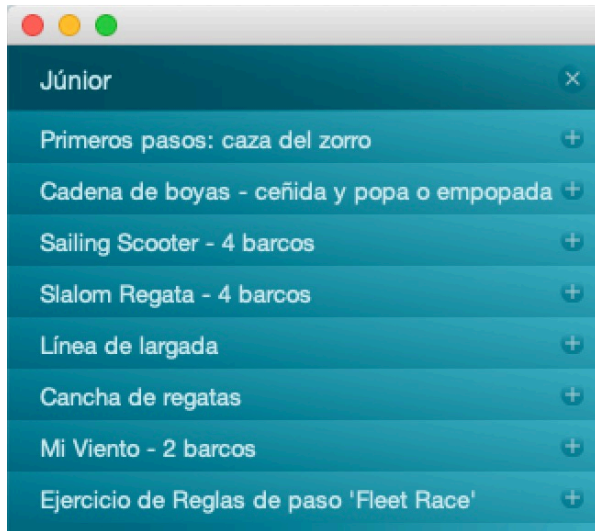 Júnior
Primeros pasos: caza del zorro
Cadena de boyas - ceñida y popa o empopada
Sailing Scooter - 4 barcos
Slalom Regata - 4 barcos
Línea de largada
Cancha de regatas
Mi Viento - 2 barcos
Ejercicio de Reglas de paso 'Fleet Race'